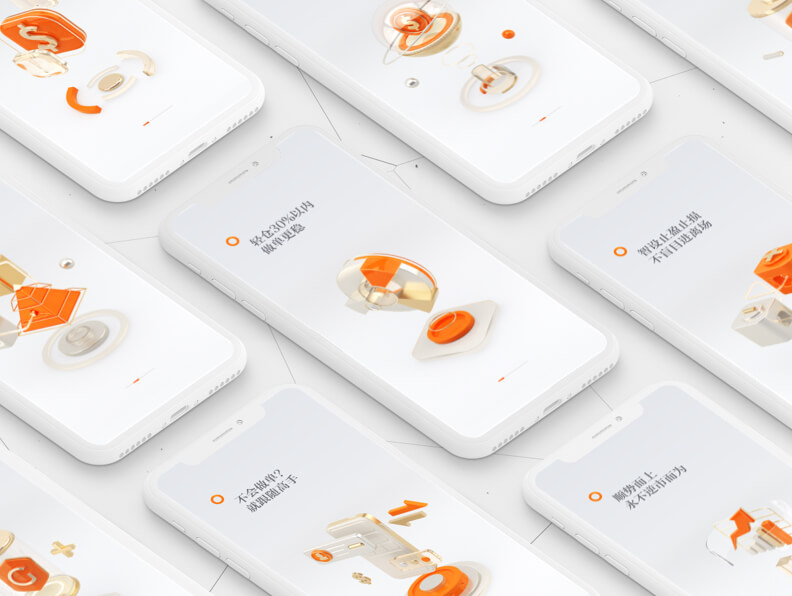 轻仓30%以内
做单更稳
智设止盈止损
不盲目进离场
不会做单?
就跟随高手
顺势而上
永不逆市而为